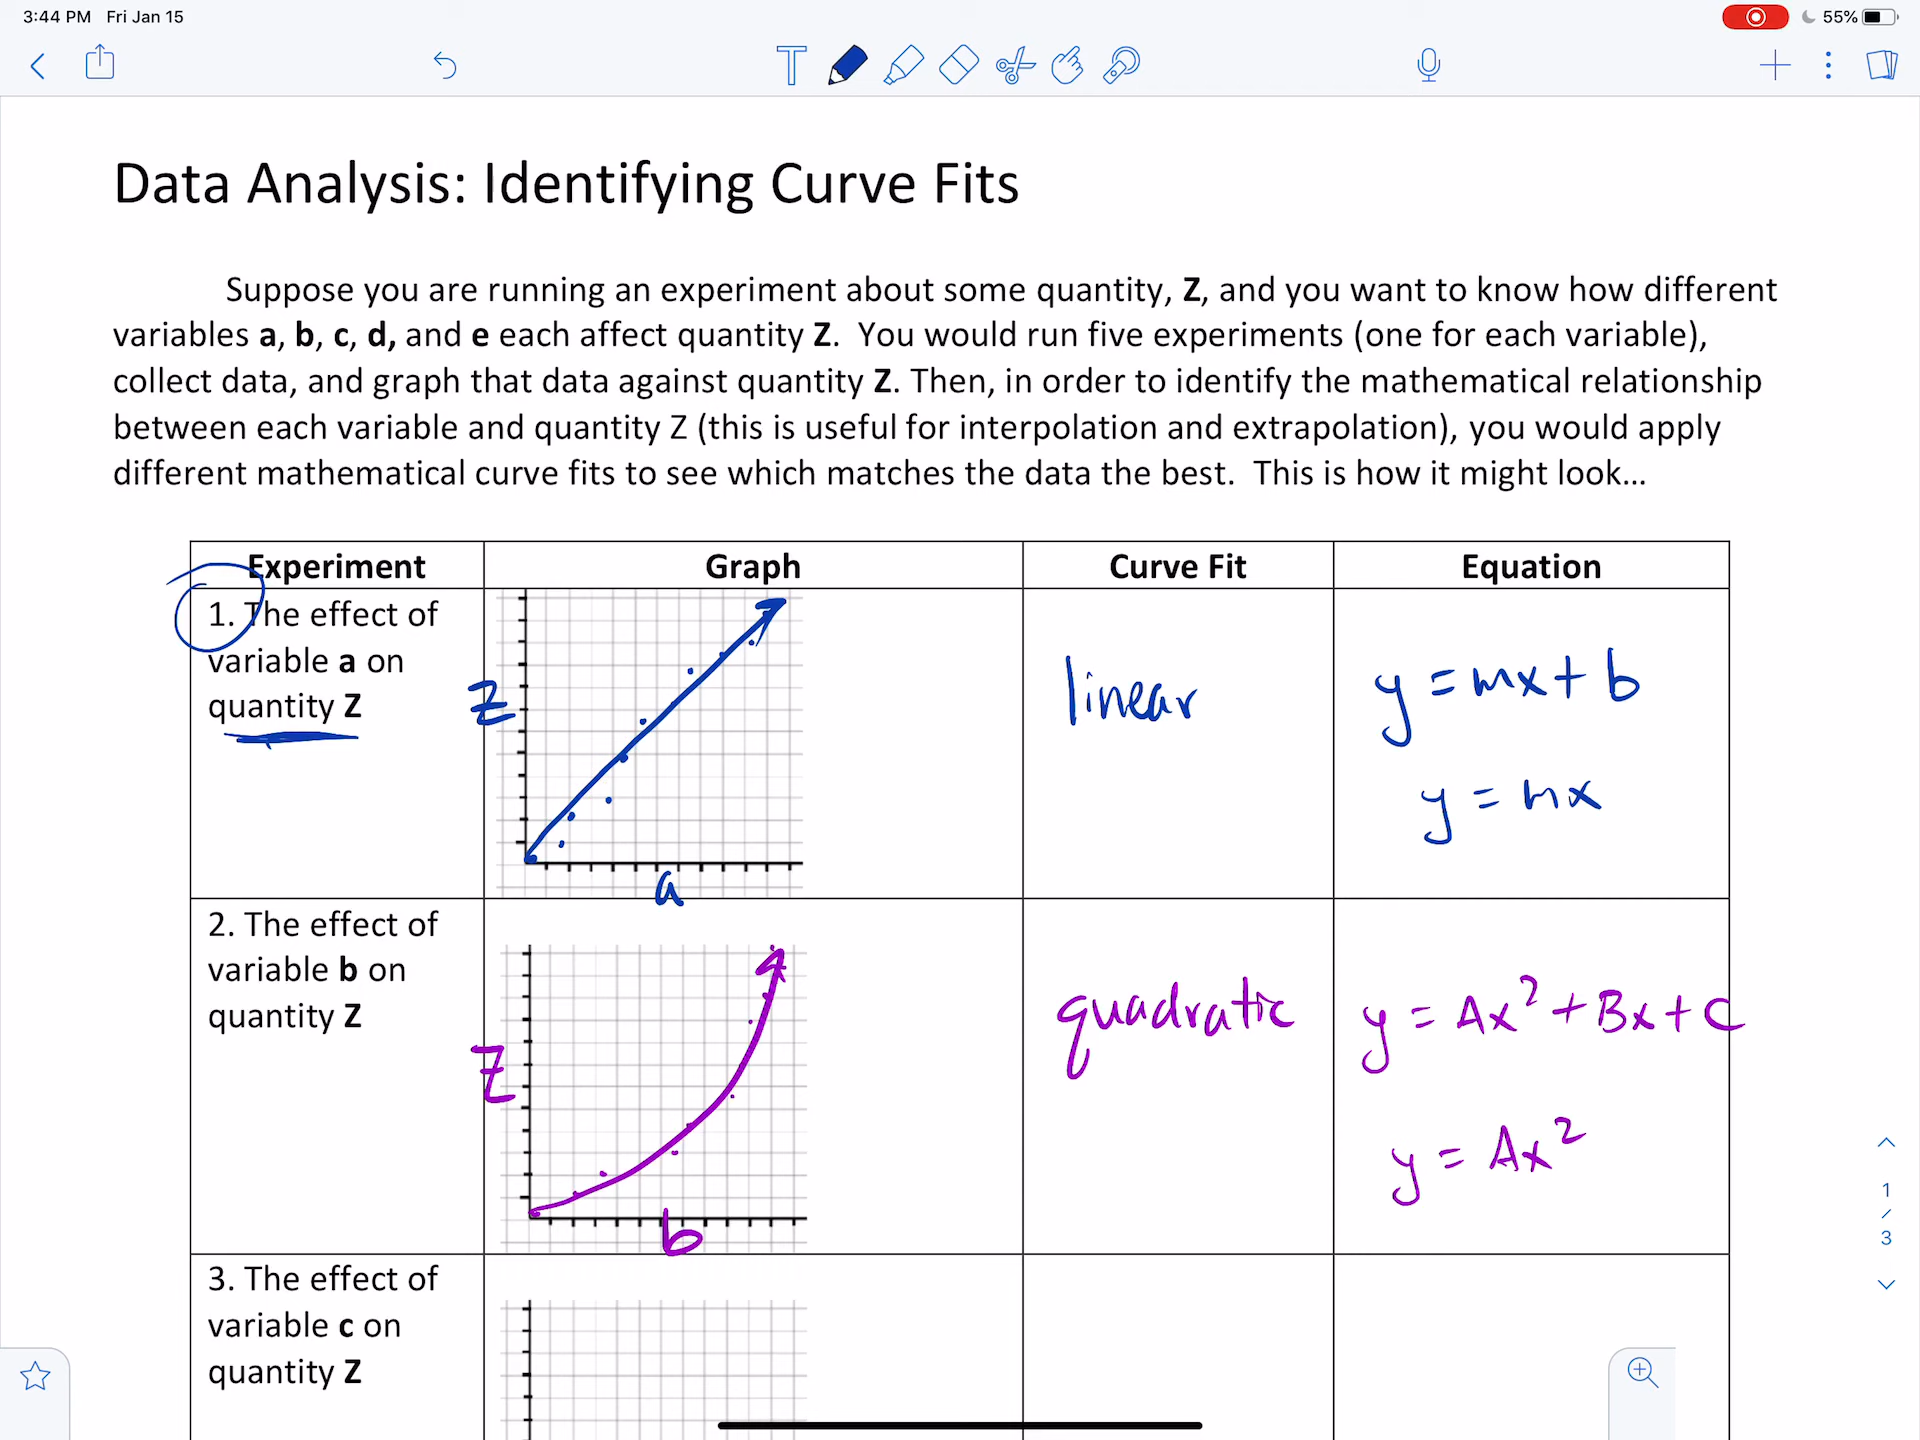 3:44 PM Fri Jan 15
55%
T
Data Analysis: Identifying Curve Fits
Suppose you are running an experiment about some quantity, Z, and you want to know how different
variables a, b, c, d, and e each affect quantity Z. You would run five experiments (one for each variable),
collect data, and graph that data against quantity Z. Then, in order to identify the mathematical relationship
between each variable and quantity Z (this is useful for interpolation and extrapolation), you would apply
different mathematical curve fits to see which matches the data the best. This is how it might look...
Experiment Graph Curve Fit Equation
1. The effect of
variable a on
quantity Z
Z
a
linear
y = mx + b
y = mx
2. The effect of
variable b on
quantity Z
Z
b
quadratic
y = Ax² + Bx + C
y = Ax²
3. The effect of
variable c on
quantity Z
1
/
3